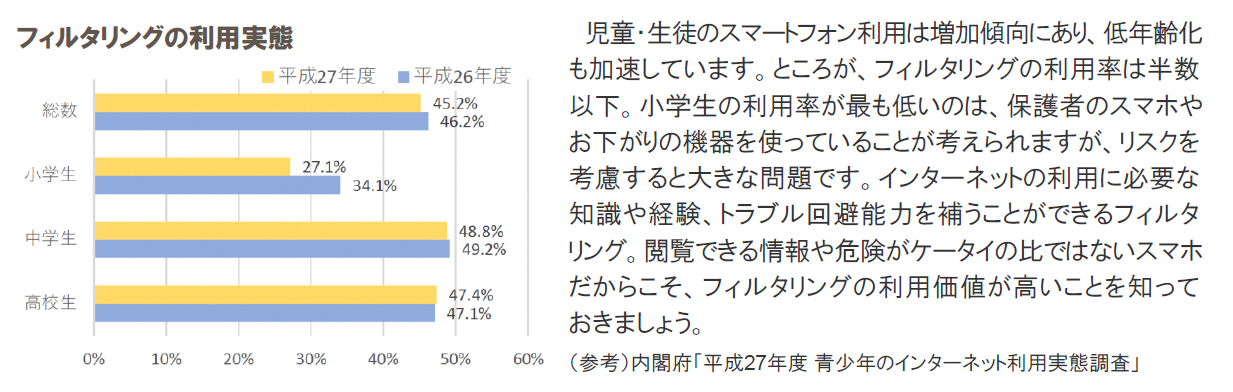 フィルタリングの利用実態
平成27年度 平成26年度
総数
45.2%
46.2%
小学生
27.1%
34.1%
中学生
48.8%
49.2%
高校生
47.4%
47.1%
0% 10% 20% 30% 40% 50% 60%
児童・生徒のスマートフォン利用は増加傾向にあり、低年齢化
も加速しています。ところが、フィルタリングの利用率は半数
以下。小学生の利用率が最も低いのは、保護者のスマホや
お下がりの機器を使っていることが考えられますが、リスクを
考慮すると大きな問題です。インターネットの利用に必要な
知識や経験、トラブル回避能力を補うことができるフィルタ
リング。閲覧できる情報や危険がケータイの比ではないスマホ
だからこそ、フィルタリングの利用価値が高いことを知って
おきましょう。
（参考）内閣府「平成27年度 青少年のインターネット利用実態調査」